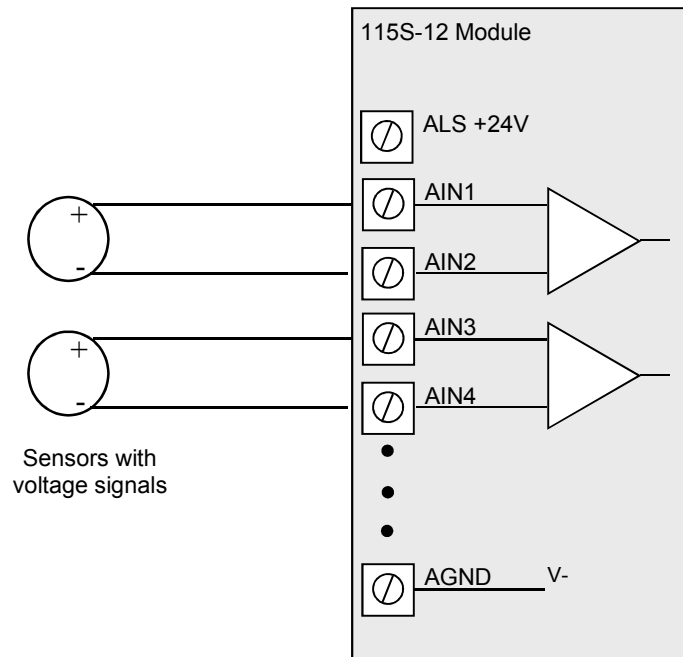 115S-12 Module
ALS +24V
AIN1
+
-
AIN2
AIN3
+
-
AIN4
Sensors with
voltage signals
AGND
V-